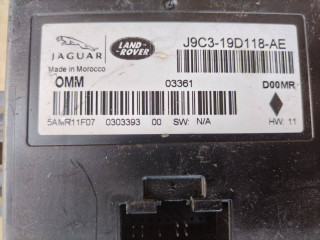 JAGUAR
LAND-
ROVER
J9C3-19D118-AE
Made in Morocco
OMM 03361 D00MR
5AMR11F07 0303393 00 SW: N/A HW: 11